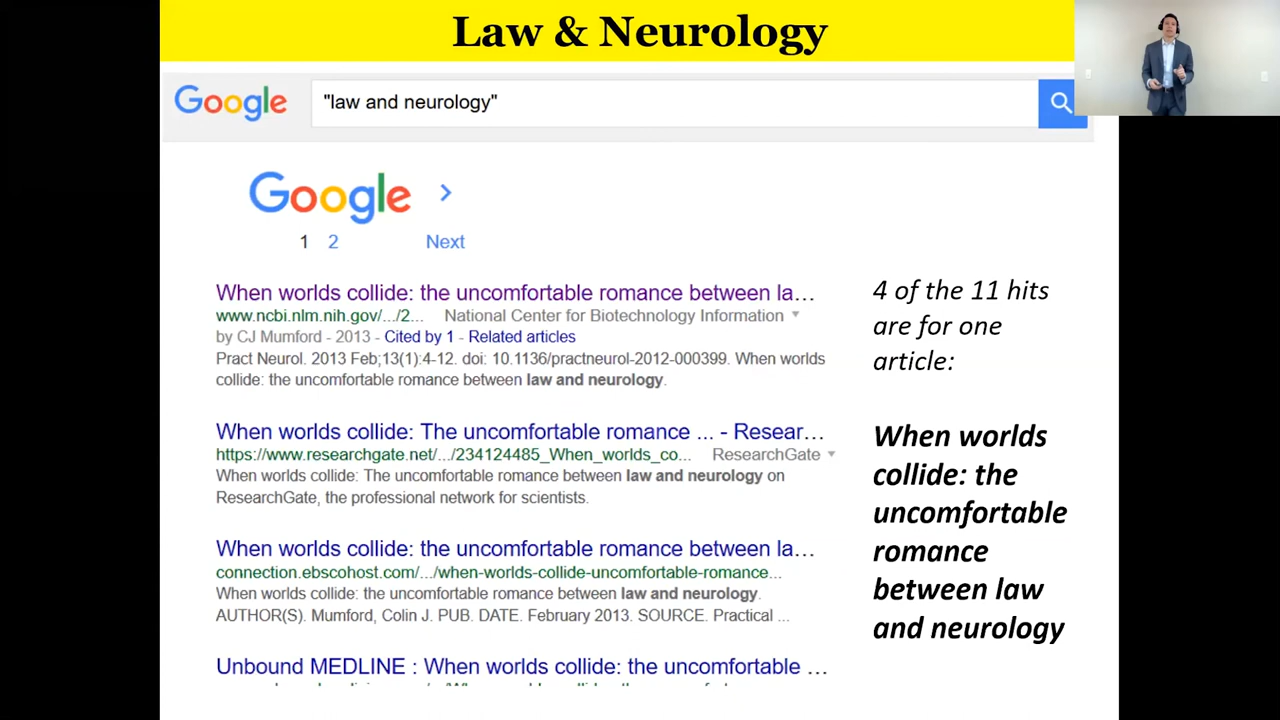 Law & Neurology
Google
"law and neurology"
Google >
1 2 Next
When worlds collide: the uncomfortable romance between la...
www.ncbi.nlm.nih.gov/.../2... National Center for Biotechnology Information
by CJ Mumford - 2013 - Cited by 1 - Related articles
Pract Neurol. 2013 Feb;13(1):4-12. doi: 10.1136/practneurol-2012-000399. When worlds
collide: the uncomfortable romance between law and neurology.
When worlds collide: The uncomfortable romance ... - Resear...
https://www.researchgate.net/.../234124485_When_worlds_co... ResearchGate
When worlds collide: The uncomfortable romance between law and neurology on
ResearchGate, the professional network for scientists.
When worlds collide: the uncomfortable romance between la...
connection.ebscohost.com/.../when-worlds-collide-uncomfortable-romance...
When worlds collide: the uncomfortable romance between law and neurology.
AUTHOR(S). Mumford, Colin J. PUB. DATE. February 2013. SOURCE. Practical ...
Unbound MEDLINE : When worlds collide: the uncomfortable ...
4 of the 11 hits
are for one
article:
When worlds
collide: the
uncomfortable
romance
between law
and neurology